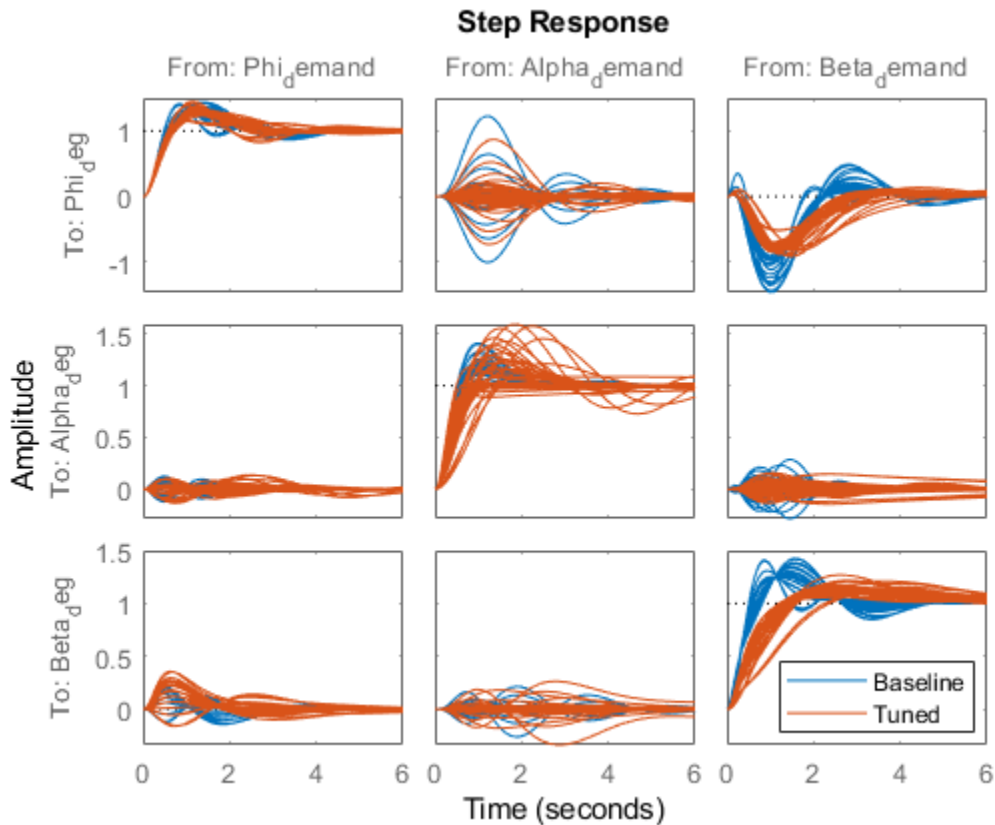 Step Response
From: Phi_demand
From: Alpha_demand
From: Beta_demand
To: Phi_deg
1
0
-1
Amplitude
To: Alpha_deg
1.5
1
0.5
0
To: Beta_deg
1.5
1
0.5
0
Baseline
Tuned
0 2 4 6
0 2 4 6
0 2 4 6
Time (seconds)